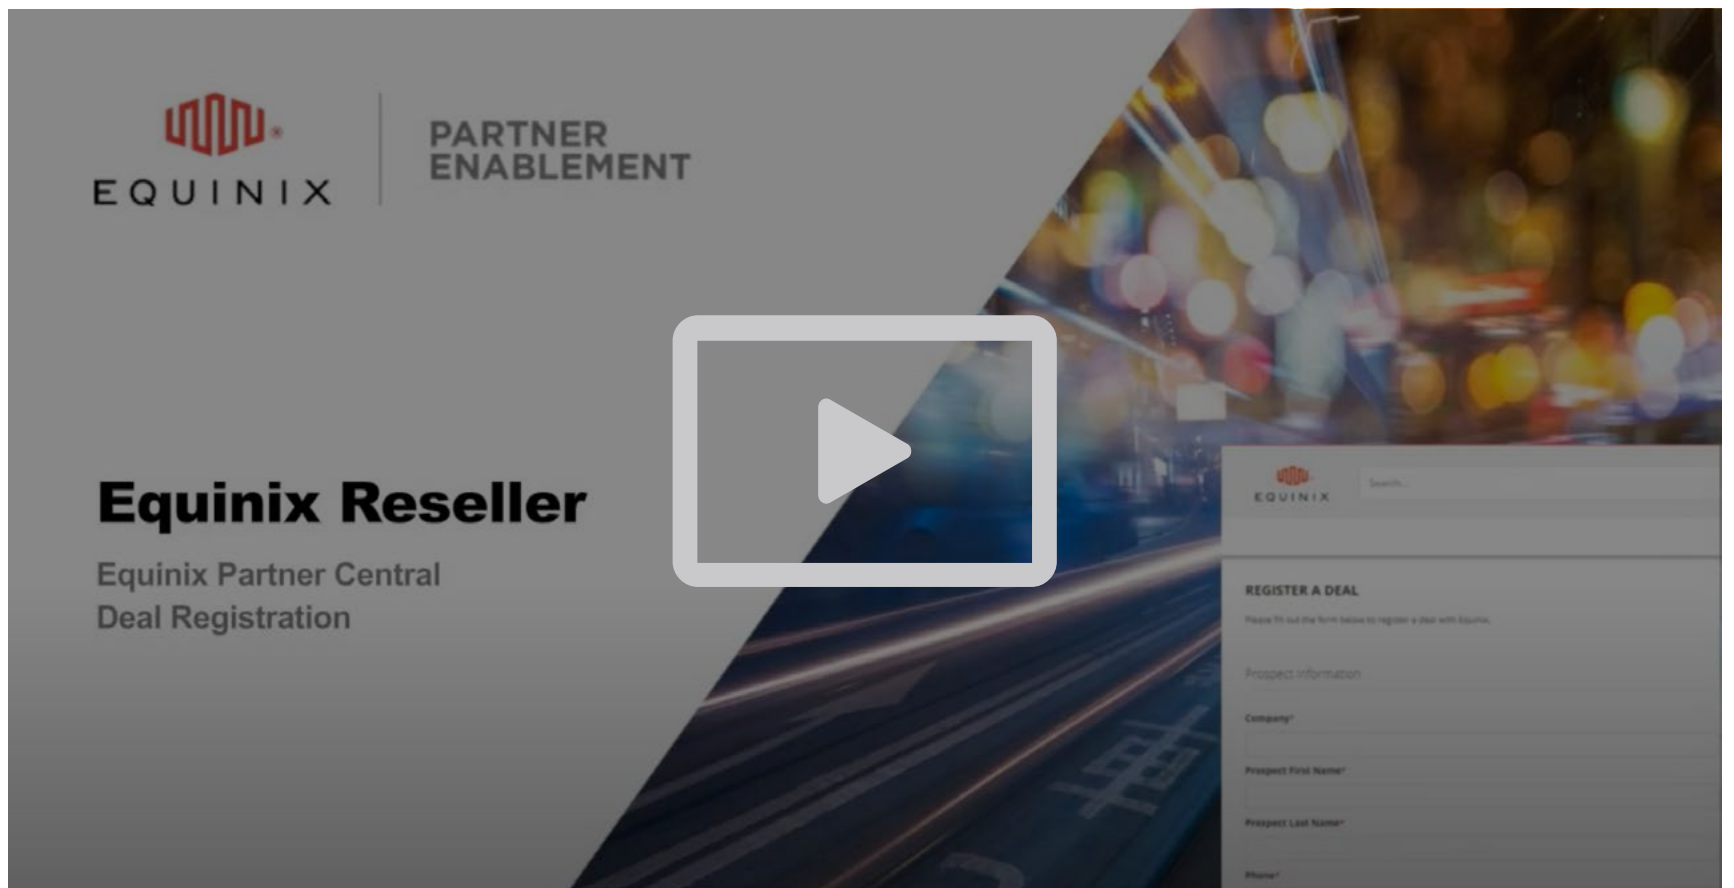 EQUINIX
PARTNER
ENABLEMENT
Equinix Reseller
Equinix Partner Central
Deal Registration
EQUINIX
Search...
REGISTER A DEAL
Please fill out the form below to register a deal with Equinix.
Prospect Information
Company*
Prospect First Name*
Prospect Last Name*
Phone*